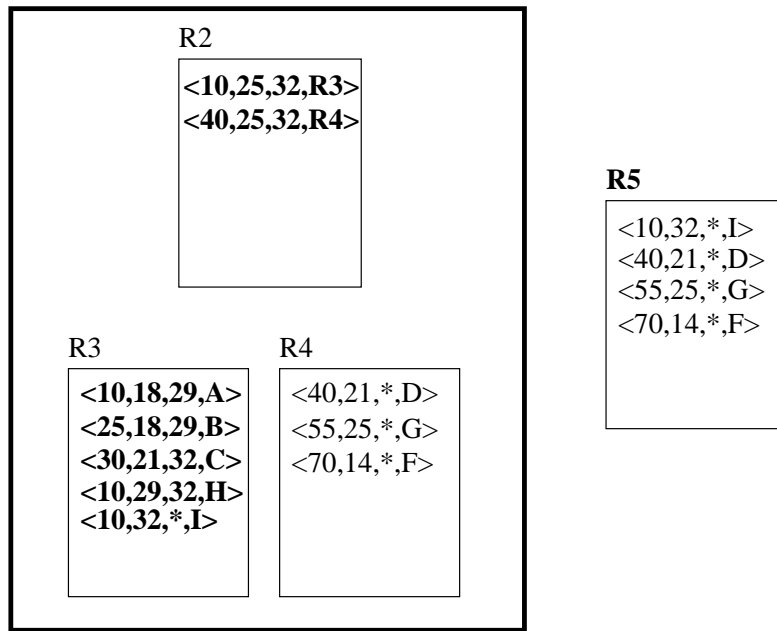 R2
<10,25,32,R3>
<40,25,32,R4>
R5
<10,32,*,I>
<40,21,*,D>
<55,25,*,G>
<70,14,*,F>
R3
<10,18,29,A>
<25,18,29,B>
<30,21,32,C>
<10,29,32,H>
<10,32,*,I>
R4
<40,21,*,D>
<55,25,*,G>
<70,14,*,F>